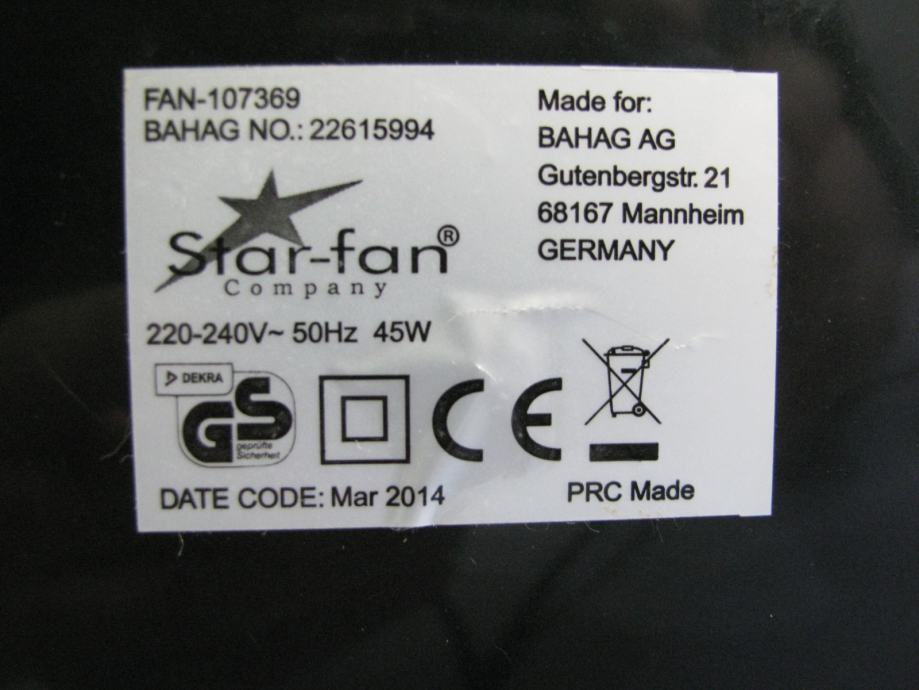 FAN-107369
BAHAG NO.: 22615994
Star-fan®
Company
Made for:
BAHAG AG
Gutenbergstr. 21
68167 Mannheim
GERMANY
220-240V~ 50Hz 45W
DEKRA
GS
geprüfte
Sicherheit
CE
DATE CODE: Mar 2014
PRC Made